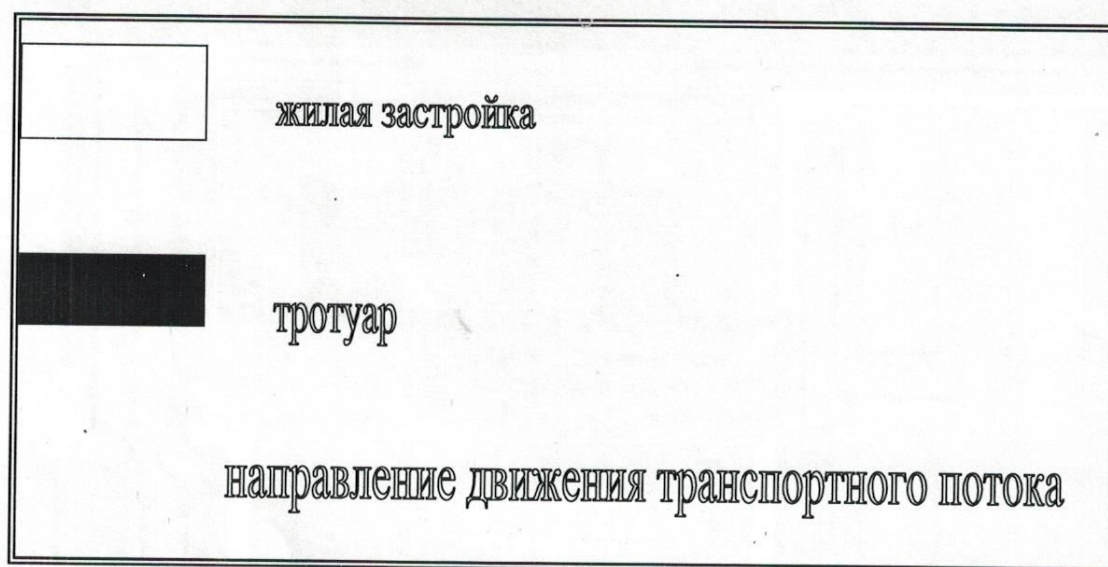 жилая застройка
тротуар
направление движения транспортного потока